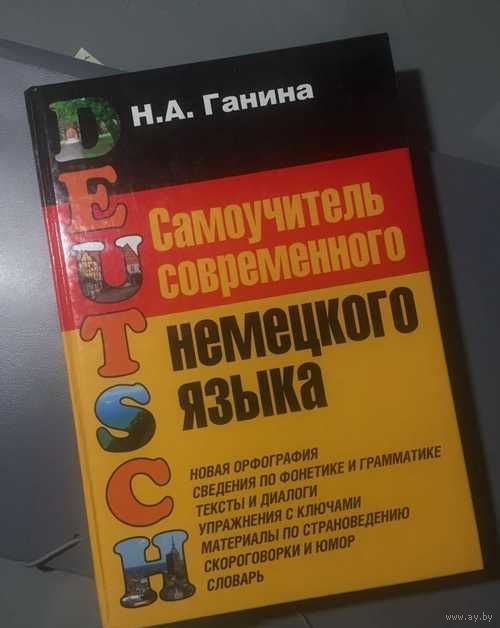 Н.А. Ганина
DEUTSCH
Самоучитель
современного
немецкого
языка
НОВАЯ ОРФОГРАФИЯ
СВЕДЕНИЯ ПО ФОНЕТИКЕ И ГРАММАТИКЕ
ТЕКСТЫ И ДИАЛОГИ
УПРАЖНЕНИЯ С КЛЮЧАМИ
МАТЕРИАЛЫ ПО СТРАНОВЕДЕНИЮ
СКОРОГОВОРКИ И ЮМОР
СЛОВАРЬ
www.ay.by